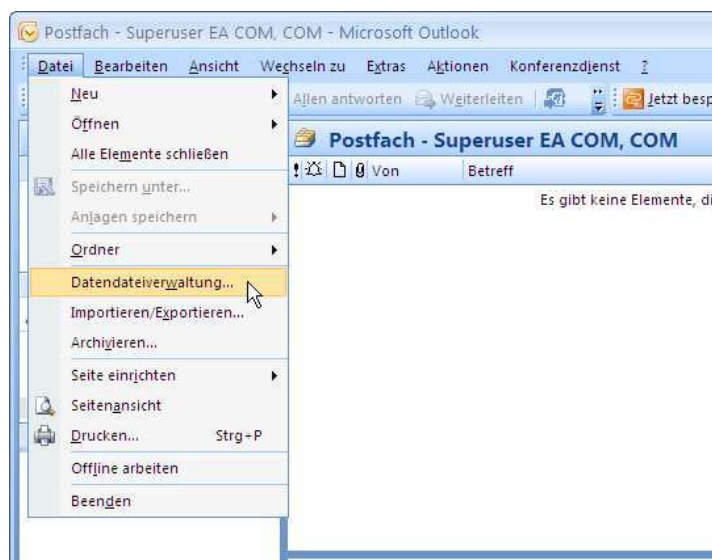 Postfach - Superuser EA COM, COM - Microsoft Outlook
Datei Bearbeiten Ansicht Wechseln zu Extras Aktionen Konferenzdienst ?
Allen antworten Weiterleiten Jetzt besp
Neu
Öffnen
Alle Elemente schließen
Speichern unter...
Anlagen speichern
Ordner
Datendateiverwaltung...
Importieren/Exportieren...
Archivieren...
Seite einrichten
Seitenansicht
Drucken... Strg+P
Offline arbeiten
Beenden
Postfach - Superuser EA COM, COM
Von Betreff
Es gibt keine Elemente, di